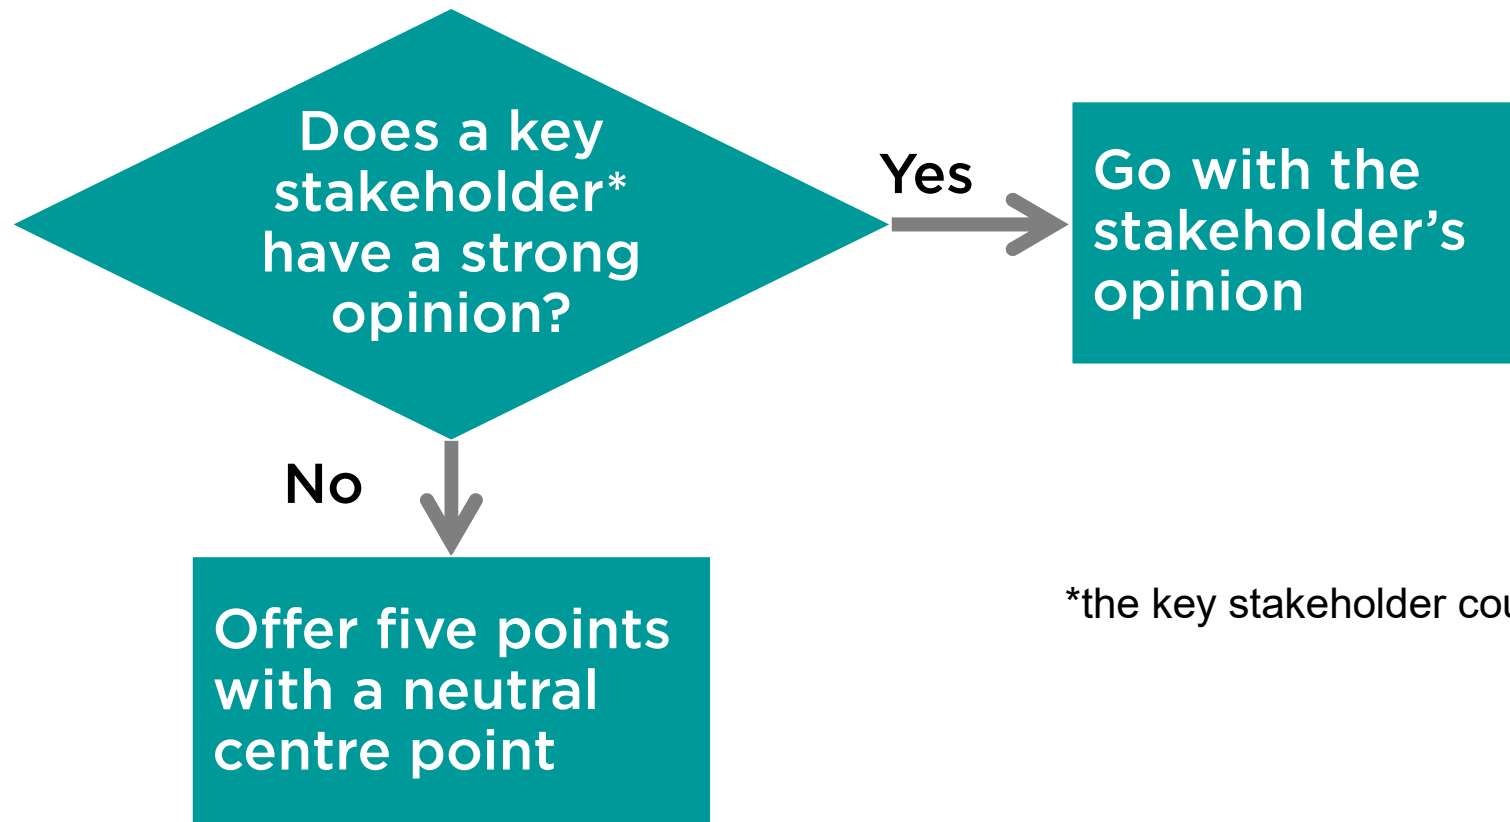 Does a key
stakeholder*
have a strong
opinion?
Yes
Go with the
stakeholder’s
opinion
No
Offer five points
with a neutral
centre point
*the key stakeholder